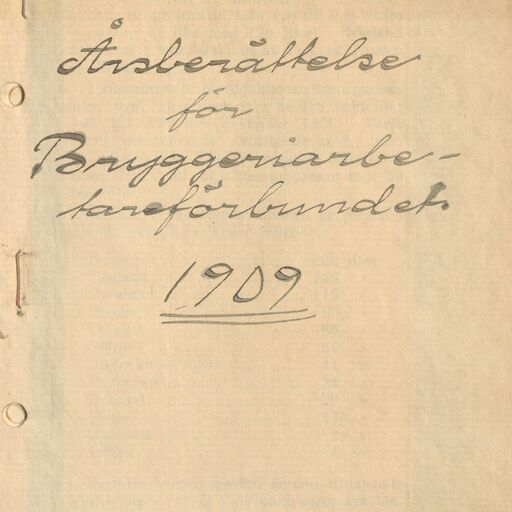 Årsberättelse
för
Bryggeriarbe-
tareförbundet.
1909